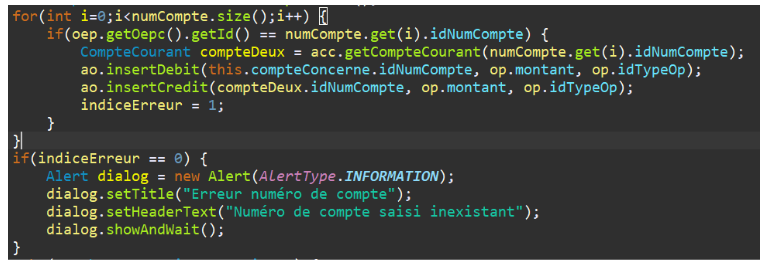 for(int i=0;i<numCompte.size();i++) {
if(oep.getOepc().getId() == numCompte.get(i).idNumCompte) {
CompteCourant compteDeux = acc.getCompteCourant(numCompte.get(i).idNumCompte);
ao.insertDebit(this.compteConcerne.idNumCompte, op.montant, op.idTypeOp);
ao.insertCredit(compteDeux.idNumCompte, op.montant, op.idTypeOp);
indiceErreur = 1;
}
}
if(indiceErreur == 0) {
Alert dialog = new Alert(AlertType.INFORMATION);
dialog.setTitle("Erreur numéro de compte");
dialog.setHeaderText("Numéro de compte saisi inexistant");
dialog.showAndWait();
}